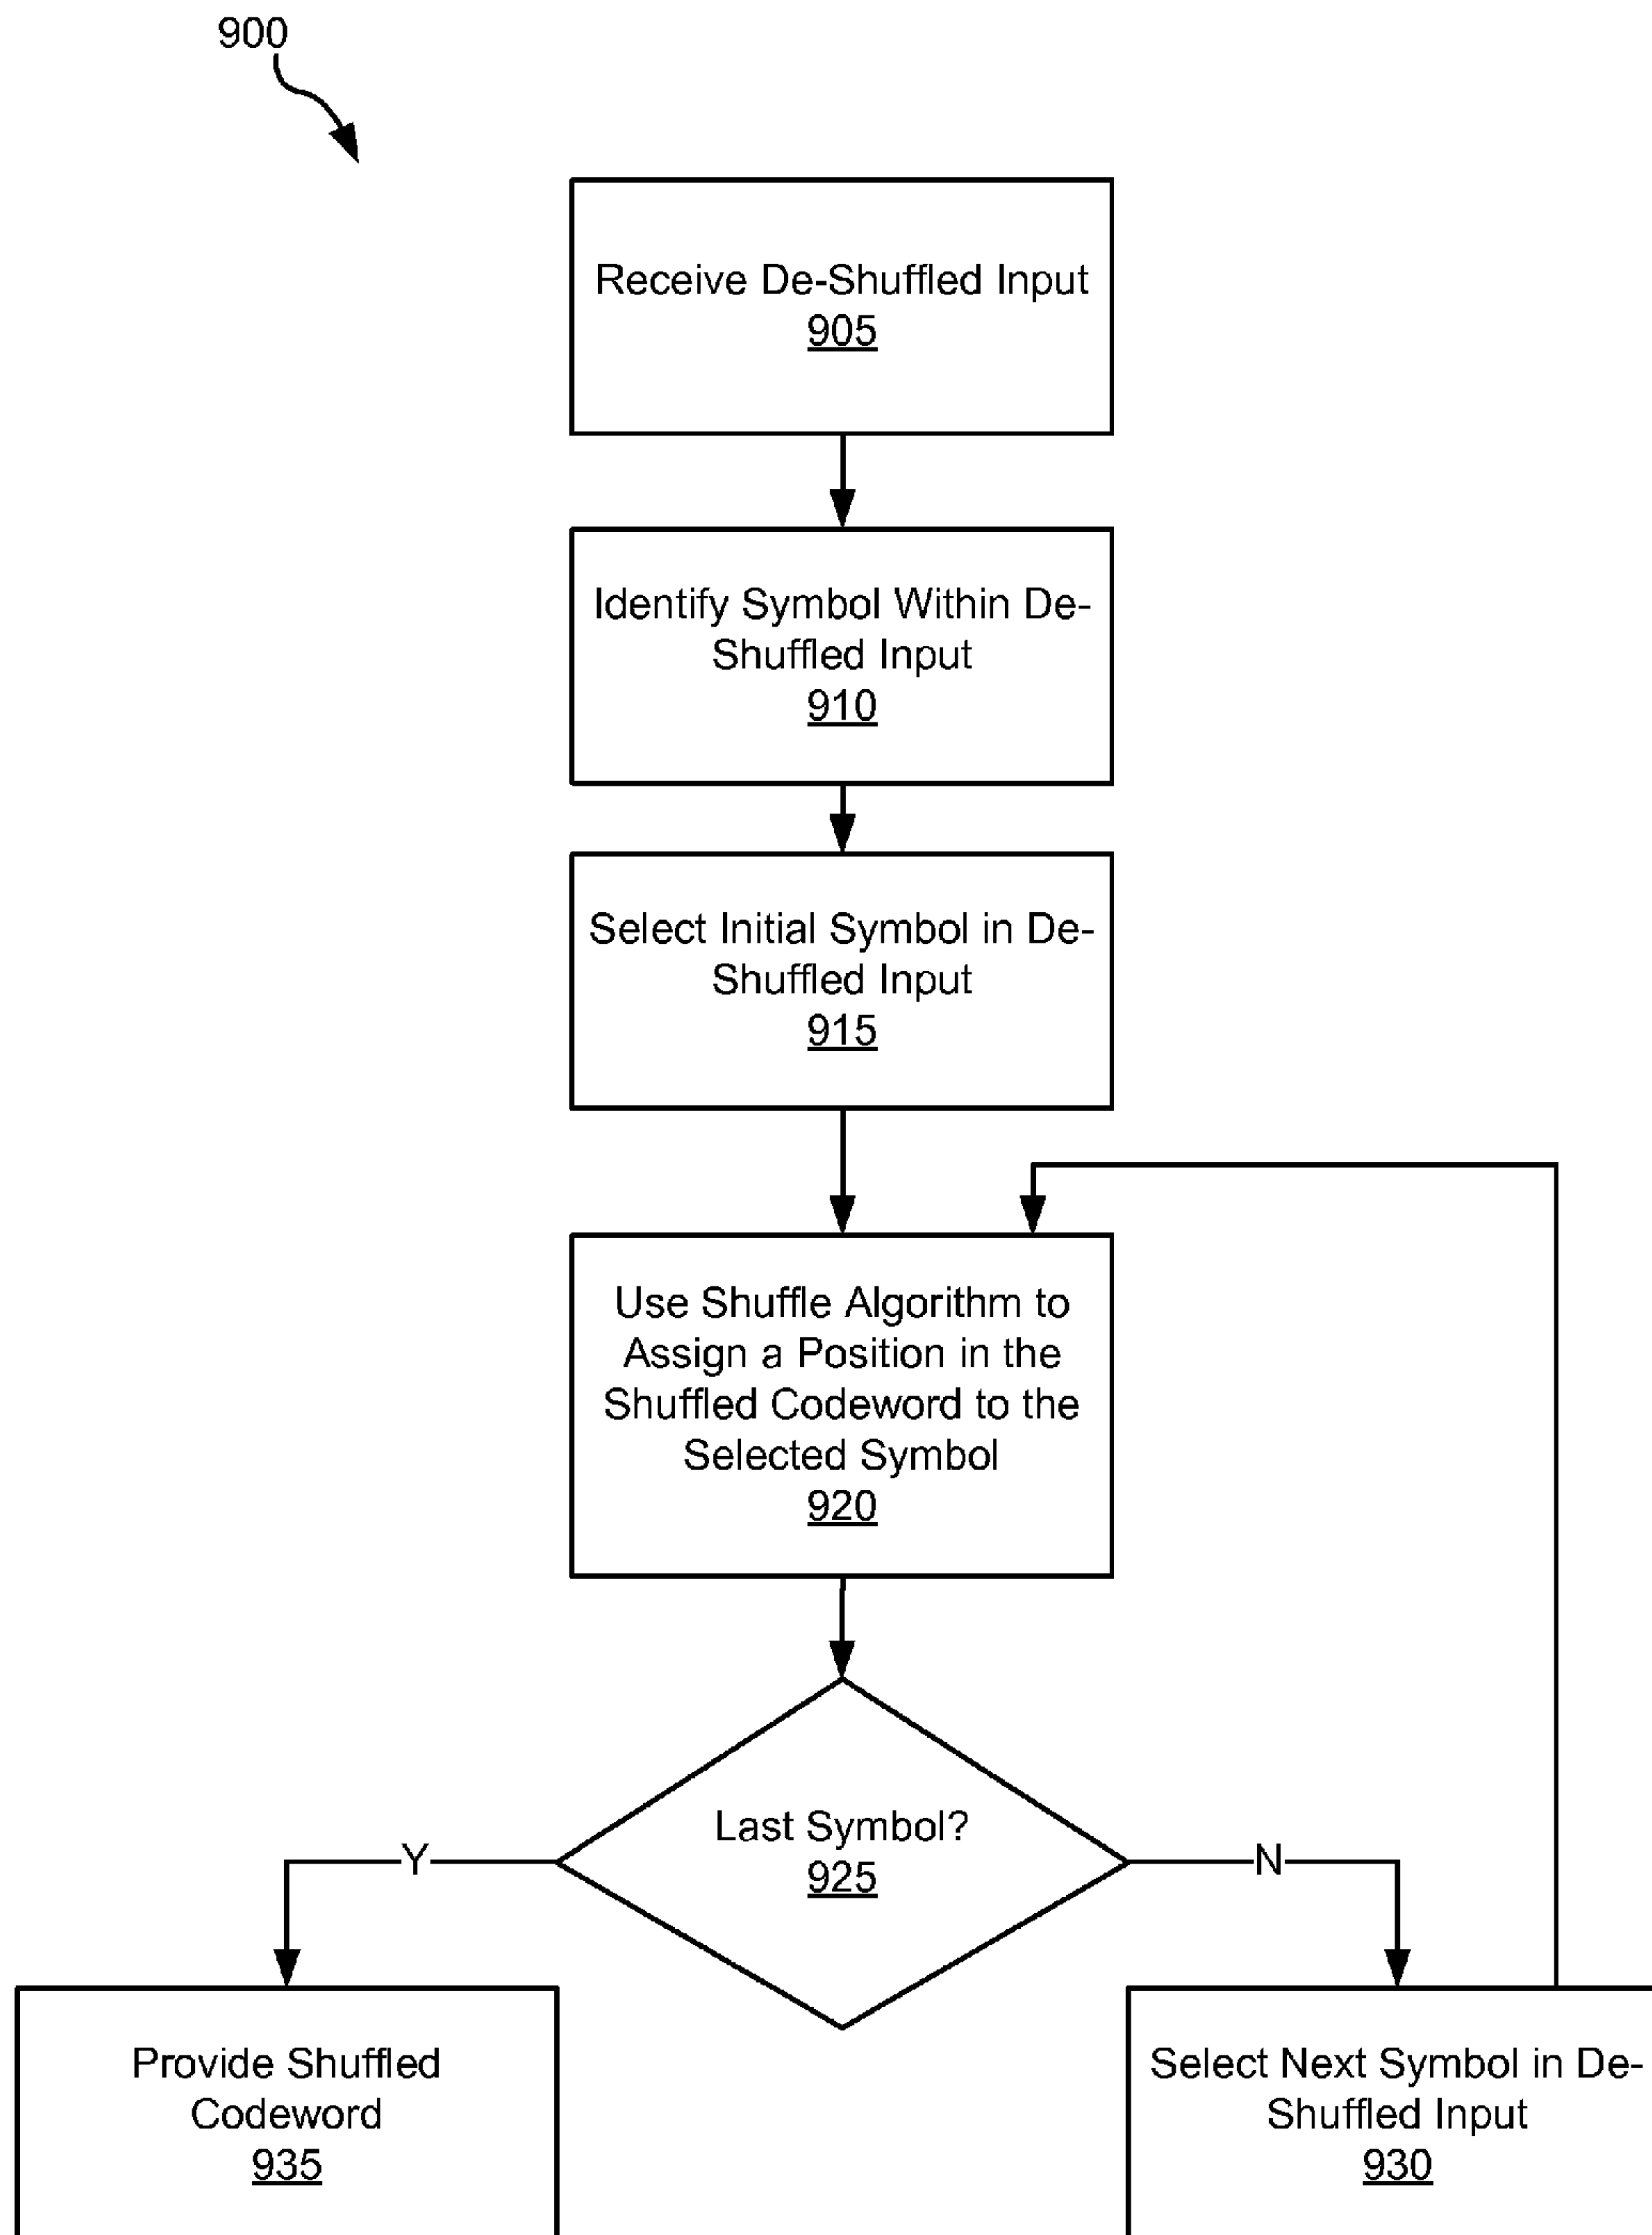 900
Receive De-Shuffled Input
905
Identify Symbol Within De-
Shuffled Input
910
Select Initial Symbol in De-
Shuffled Input
915
Use Shuffle Algorithm to
Assign a Position in the
Shuffled Codeword to the
Selected Symbol
920
Last Symbol?
925
Y
N
Provide Shuffled
Codeword
935
Select Next Symbol in De-
Shuffled Input
930